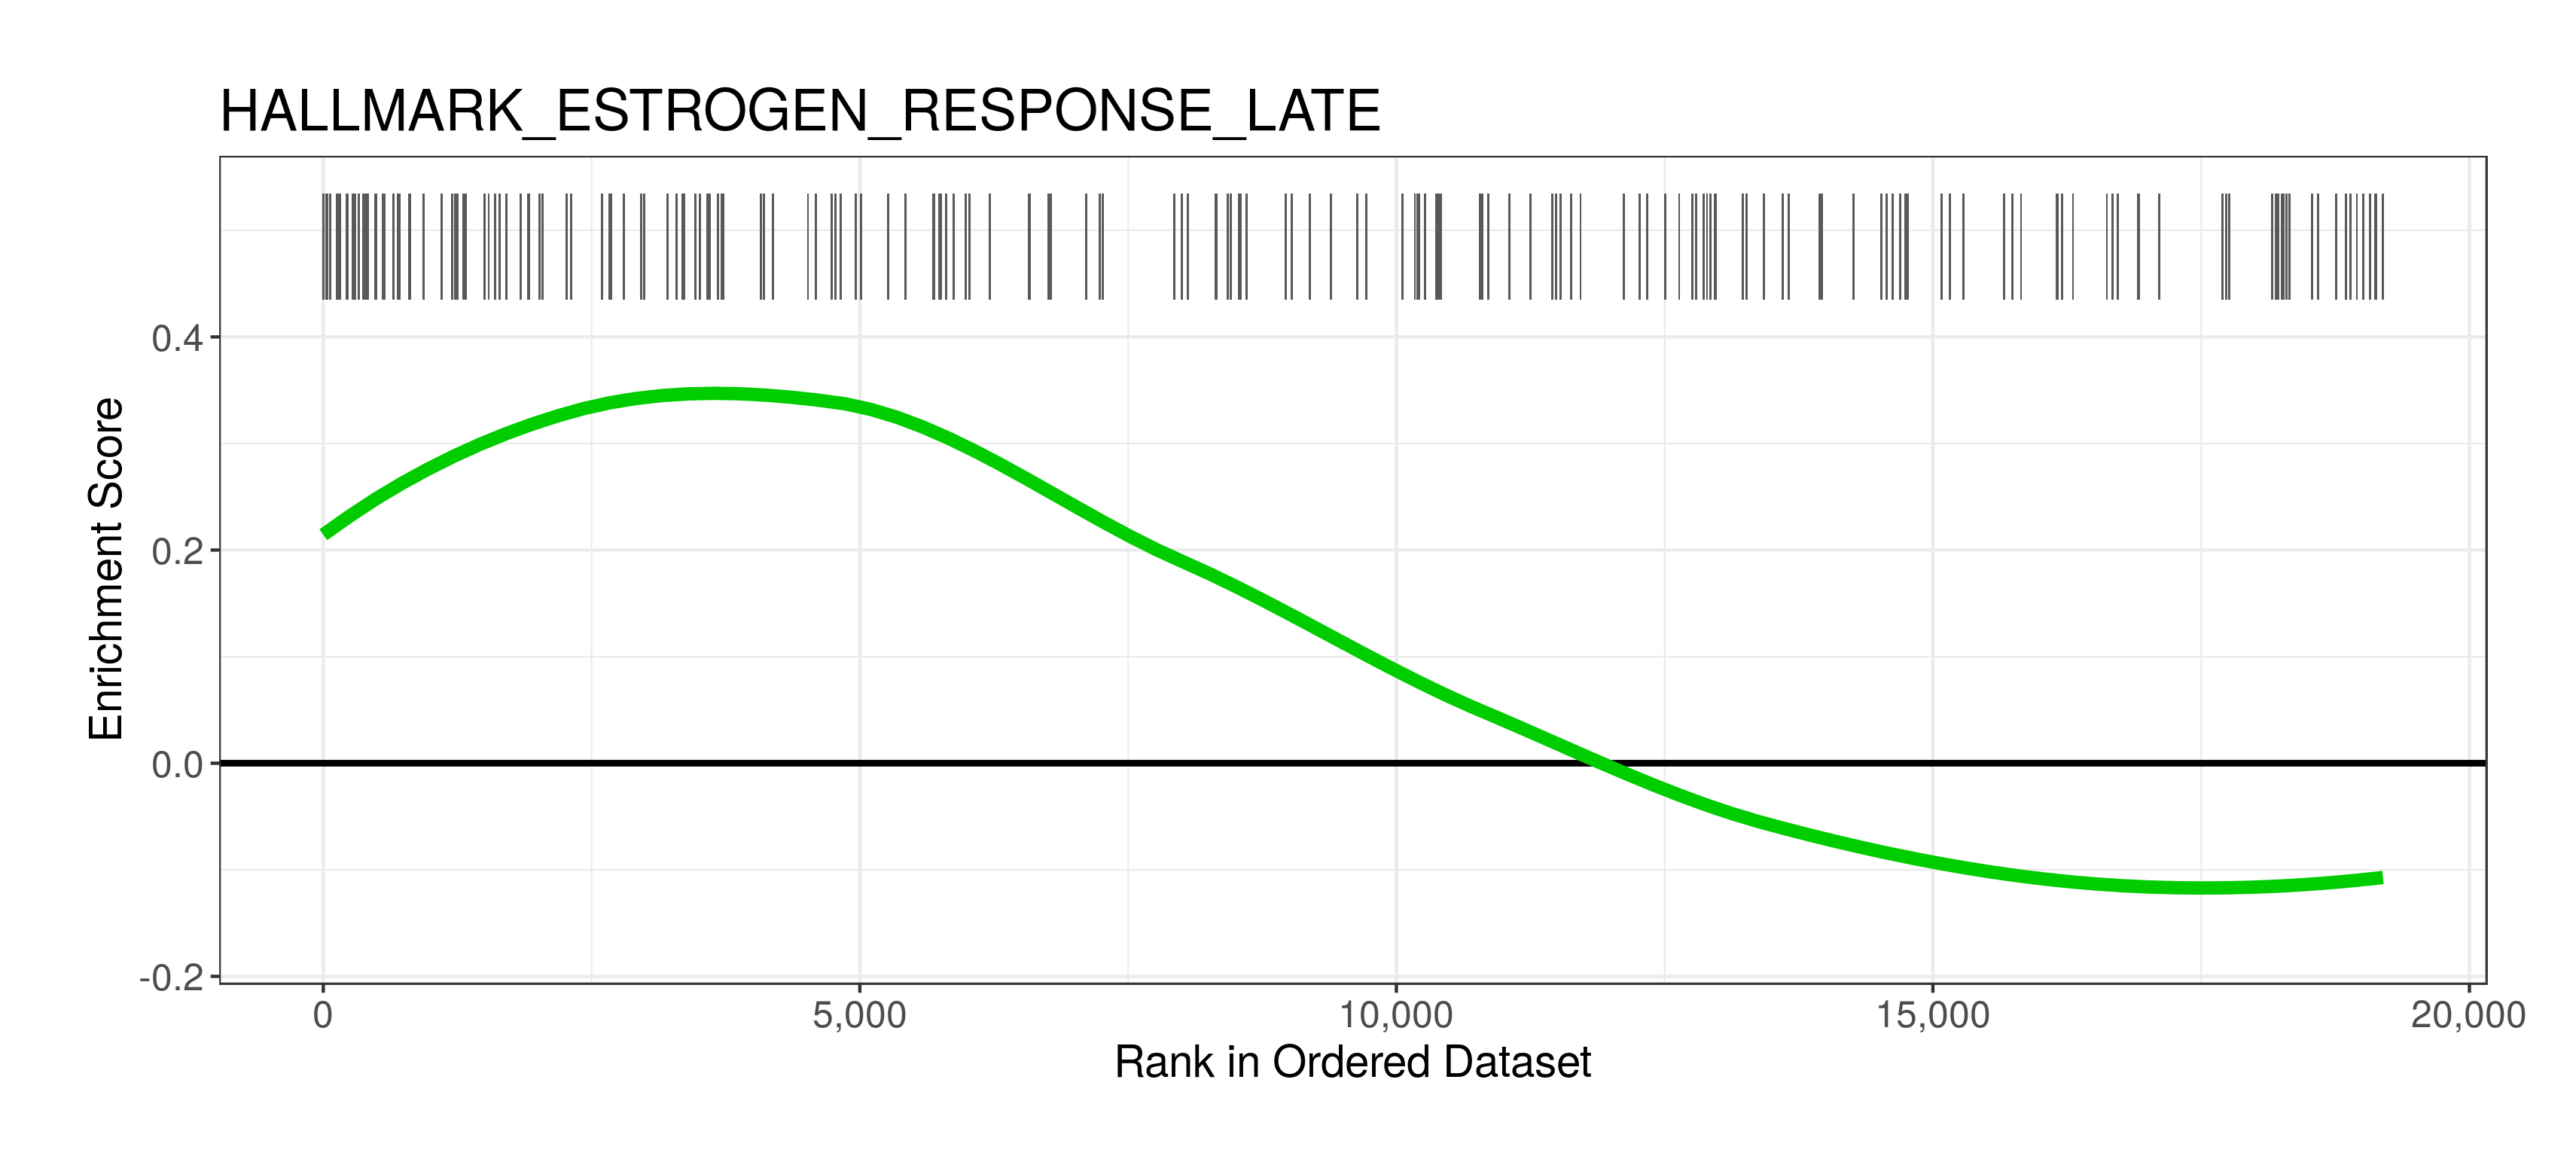 HALLMARK_ESTROGEN_RESPONSE_LATE
Enrichment Score
0.4
0.2
0.0
-0.2
0 5,000 10,000 15,000 20,000
Rank in Ordered Dataset